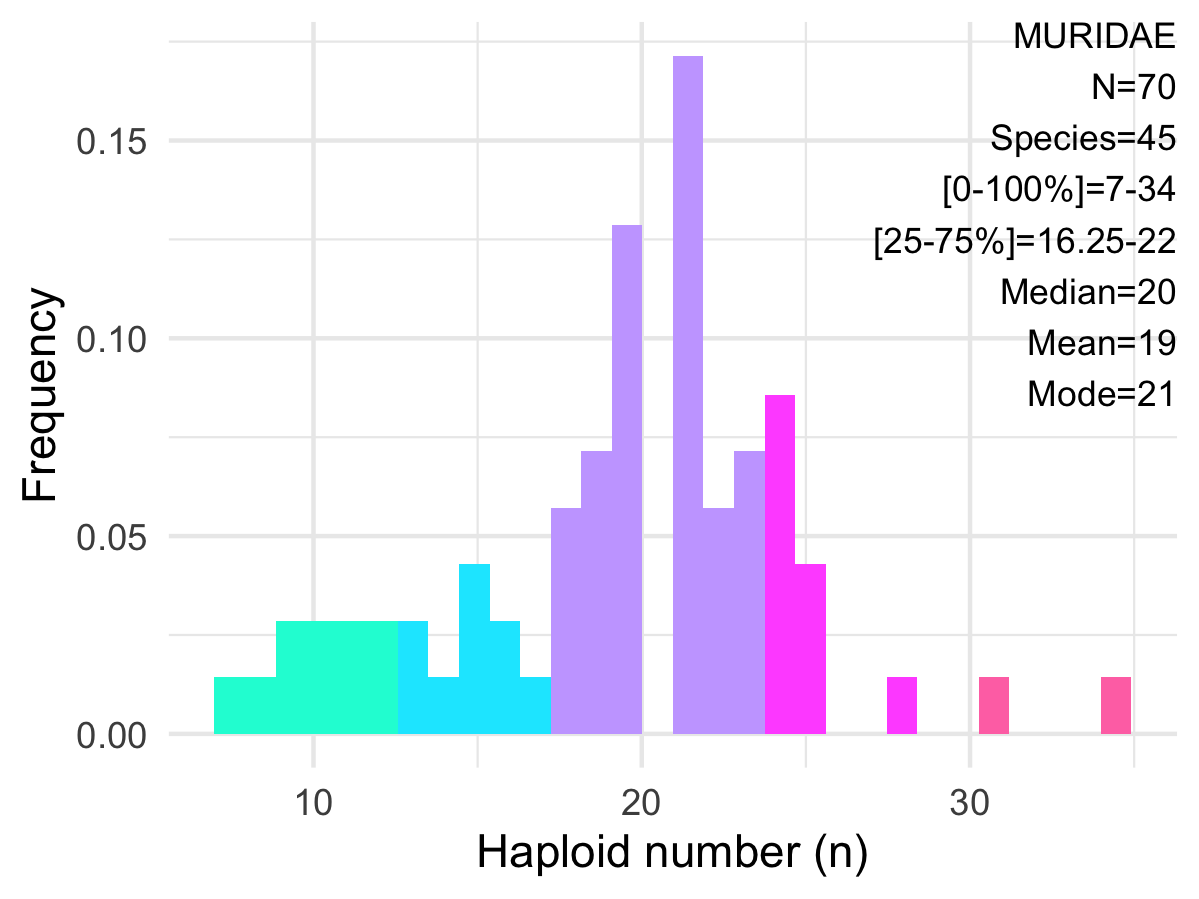 MURIDAE
N=70
Species=45
[0-100%]=7-34
[25-75%]=16.25-22
Median=20
Mean=19
Mode=21
Frequency
0.15
0.10
0.05
0.00
10
20
30
Haploid number (n)